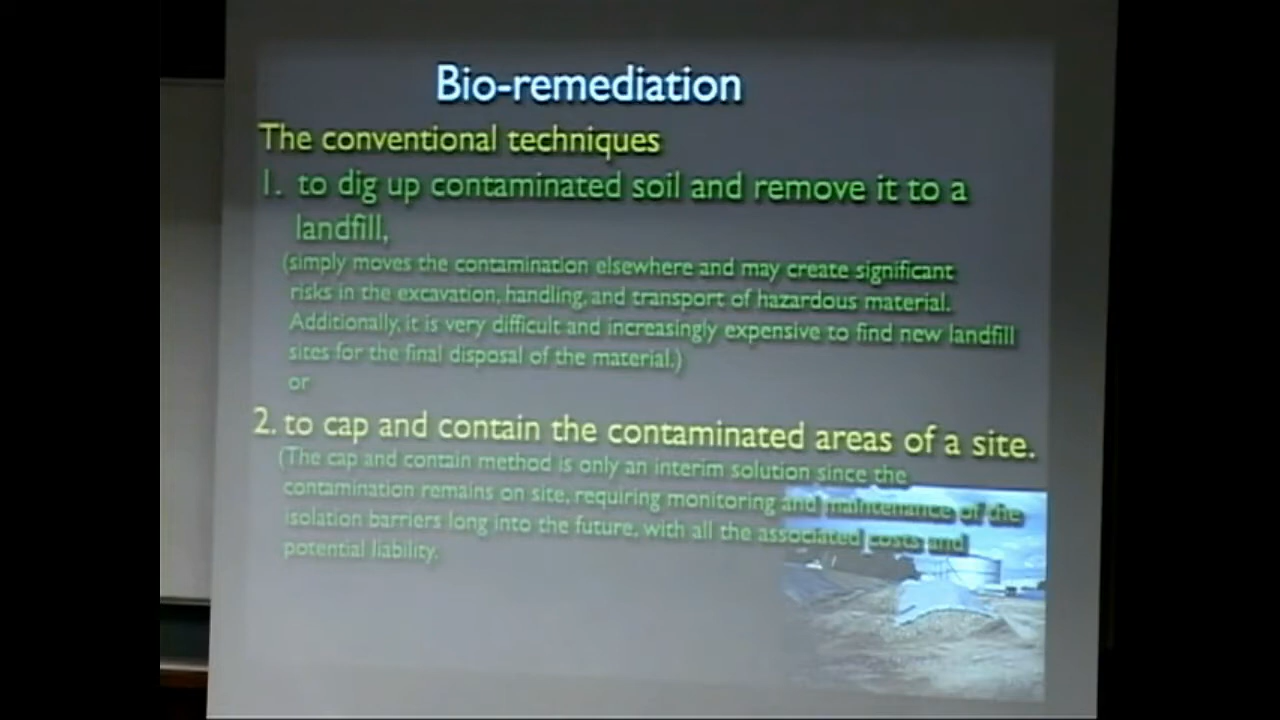 Bio-remediation
The conventional techniques
1. to dig up contaminated soil and remove it to a
landfill,
(simply moves the contamination elsewhere and may create significant
risks in the excavation, handling, and transport of hazardous material.
Additionally, it is very difficult and increasingly expensive to find new landfill
sites for the final disposal of the material.)
or
2. to cap and contain the contaminated areas of a site.
(The cap and contain method is only an interim solution since the
contamination remains on site, requiring monitoring and maintenance of the
isolation barriers long into the future, with all the associated costs and
potential liability.